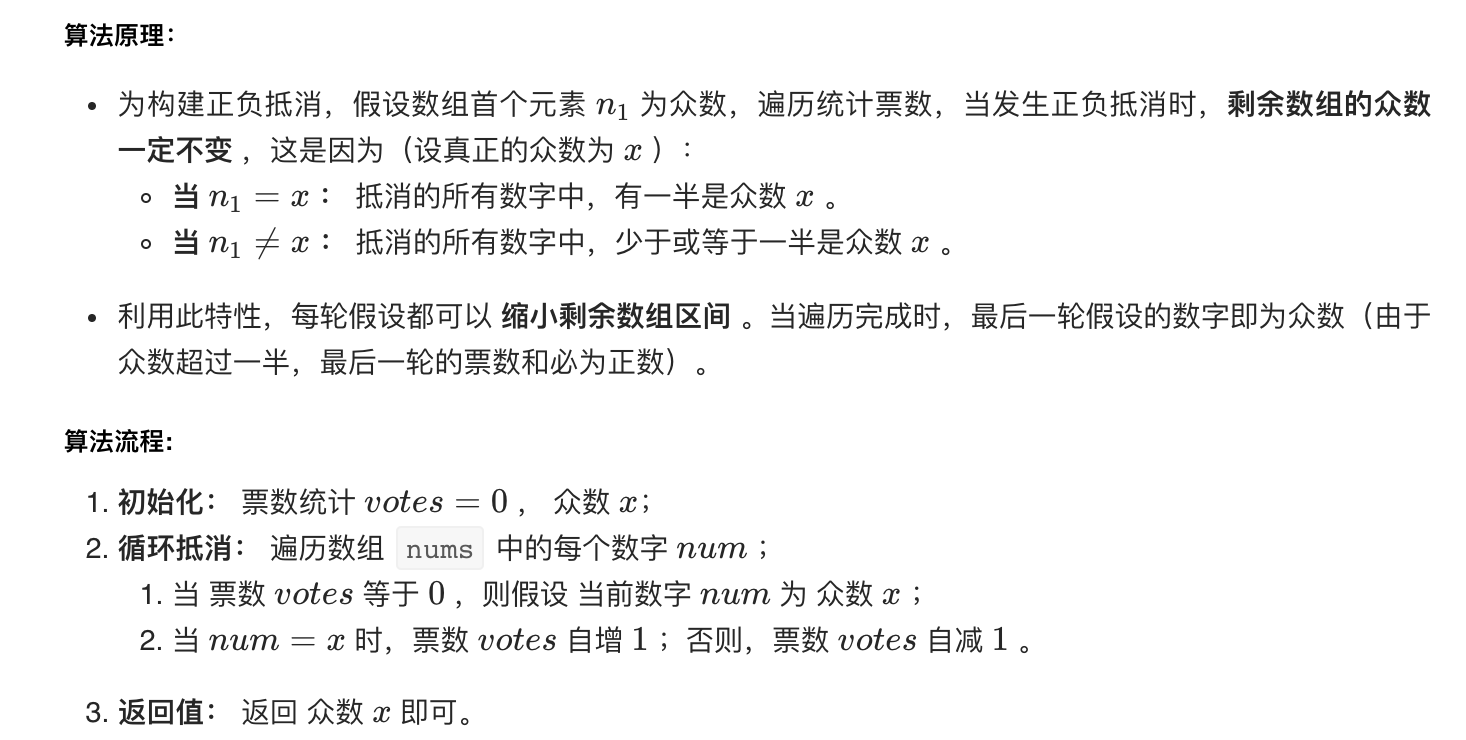 算法原理：
• 为构建正负抵消，假设数组首个元素 n₁ 为众数，遍历统计票数，当发生正负抵消时，剩余数组的众数
一定不变 ，这是因为（设真正的众数为 x ）：
◦ 当 n₁ = x ： 抵消的所有数字中，有一半是众数 x 。
◦ 当 n₁ ≠ x ： 抵消的所有数字中，少于或等于一半是众数 x 。
• 利用此特性，每轮假设都可以 缩小剩余数组区间 。当遍历完成时，最后一轮假设的数字即为众数（由于
众数超过一半，最后一轮的票数和必为正数）。
算法流程:
1. 初始化： 票数统计 votes = 0 ， 众数 x；
2. 循环抵消： 遍历数组 nums 中的每个数字 num ；
1. 当 票数 votes 等于 0 ，则假设 当前数字 num 为 众数 x ；
2. 当 num = x 时，票数 votes 自增 1 ；否则，票数 votes 自减 1 。
3. 返回值： 返回 众数 x 即可。